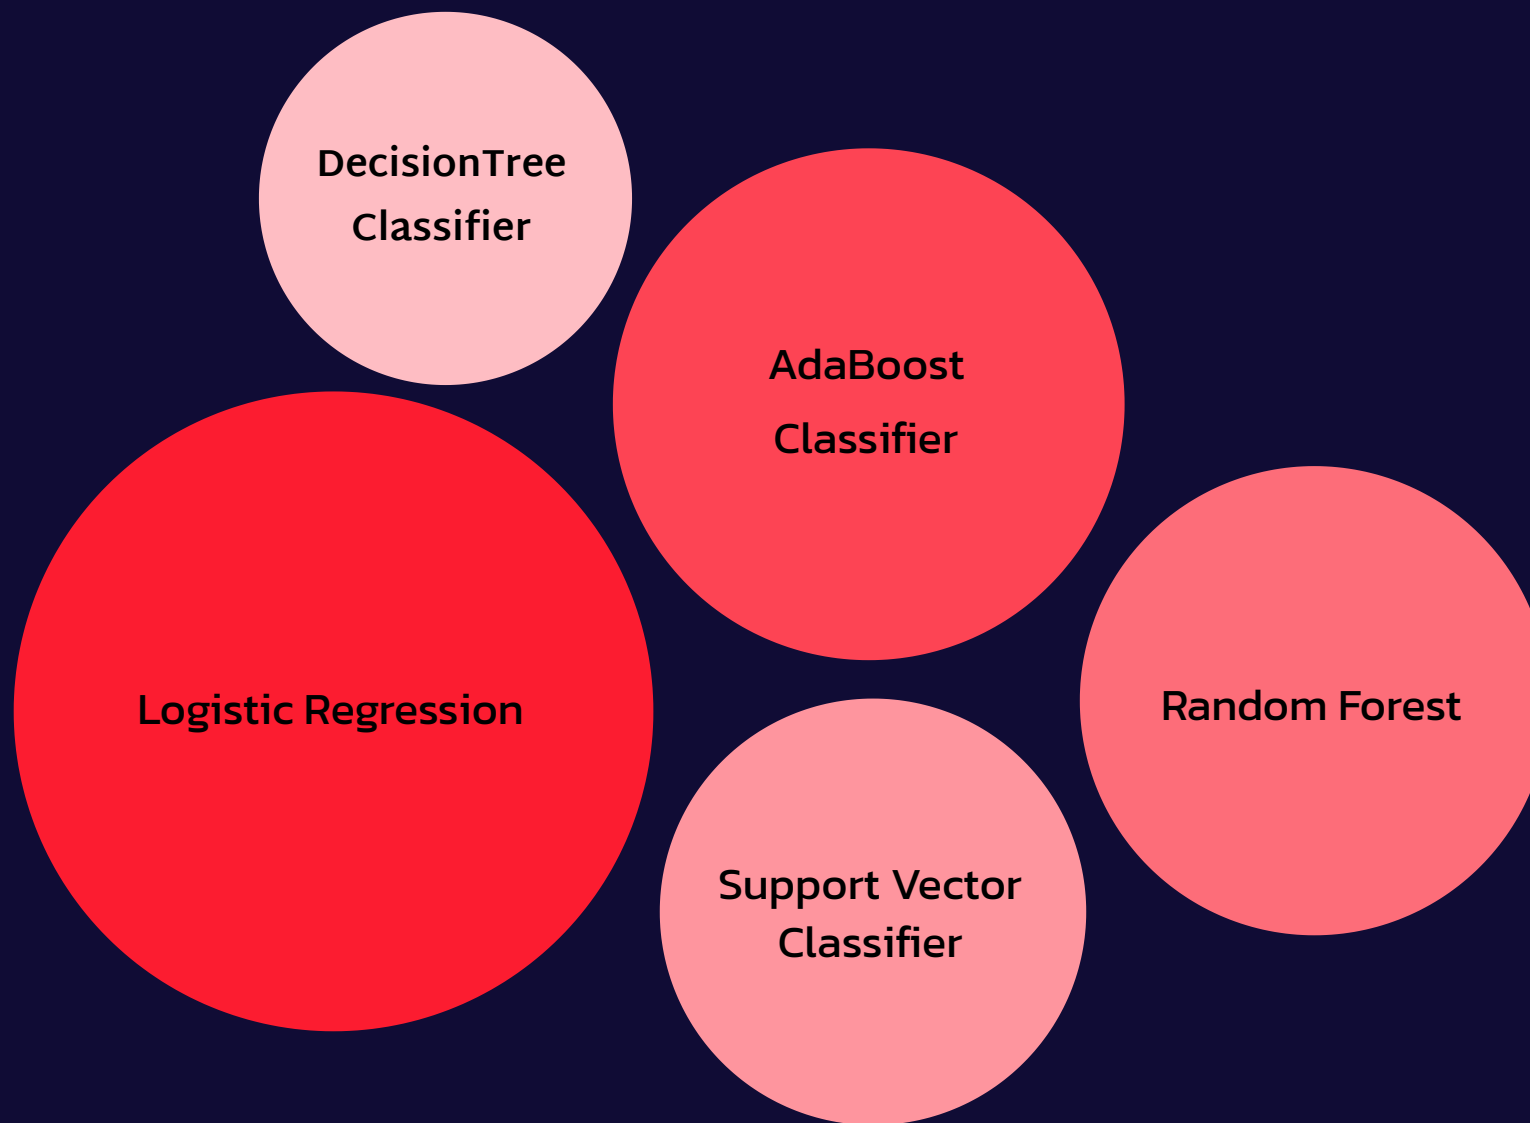 DecisionTree
Classifier
AdaBoost
Classifier
Logistic Regression
Random Forest
Support Vector
Classifier